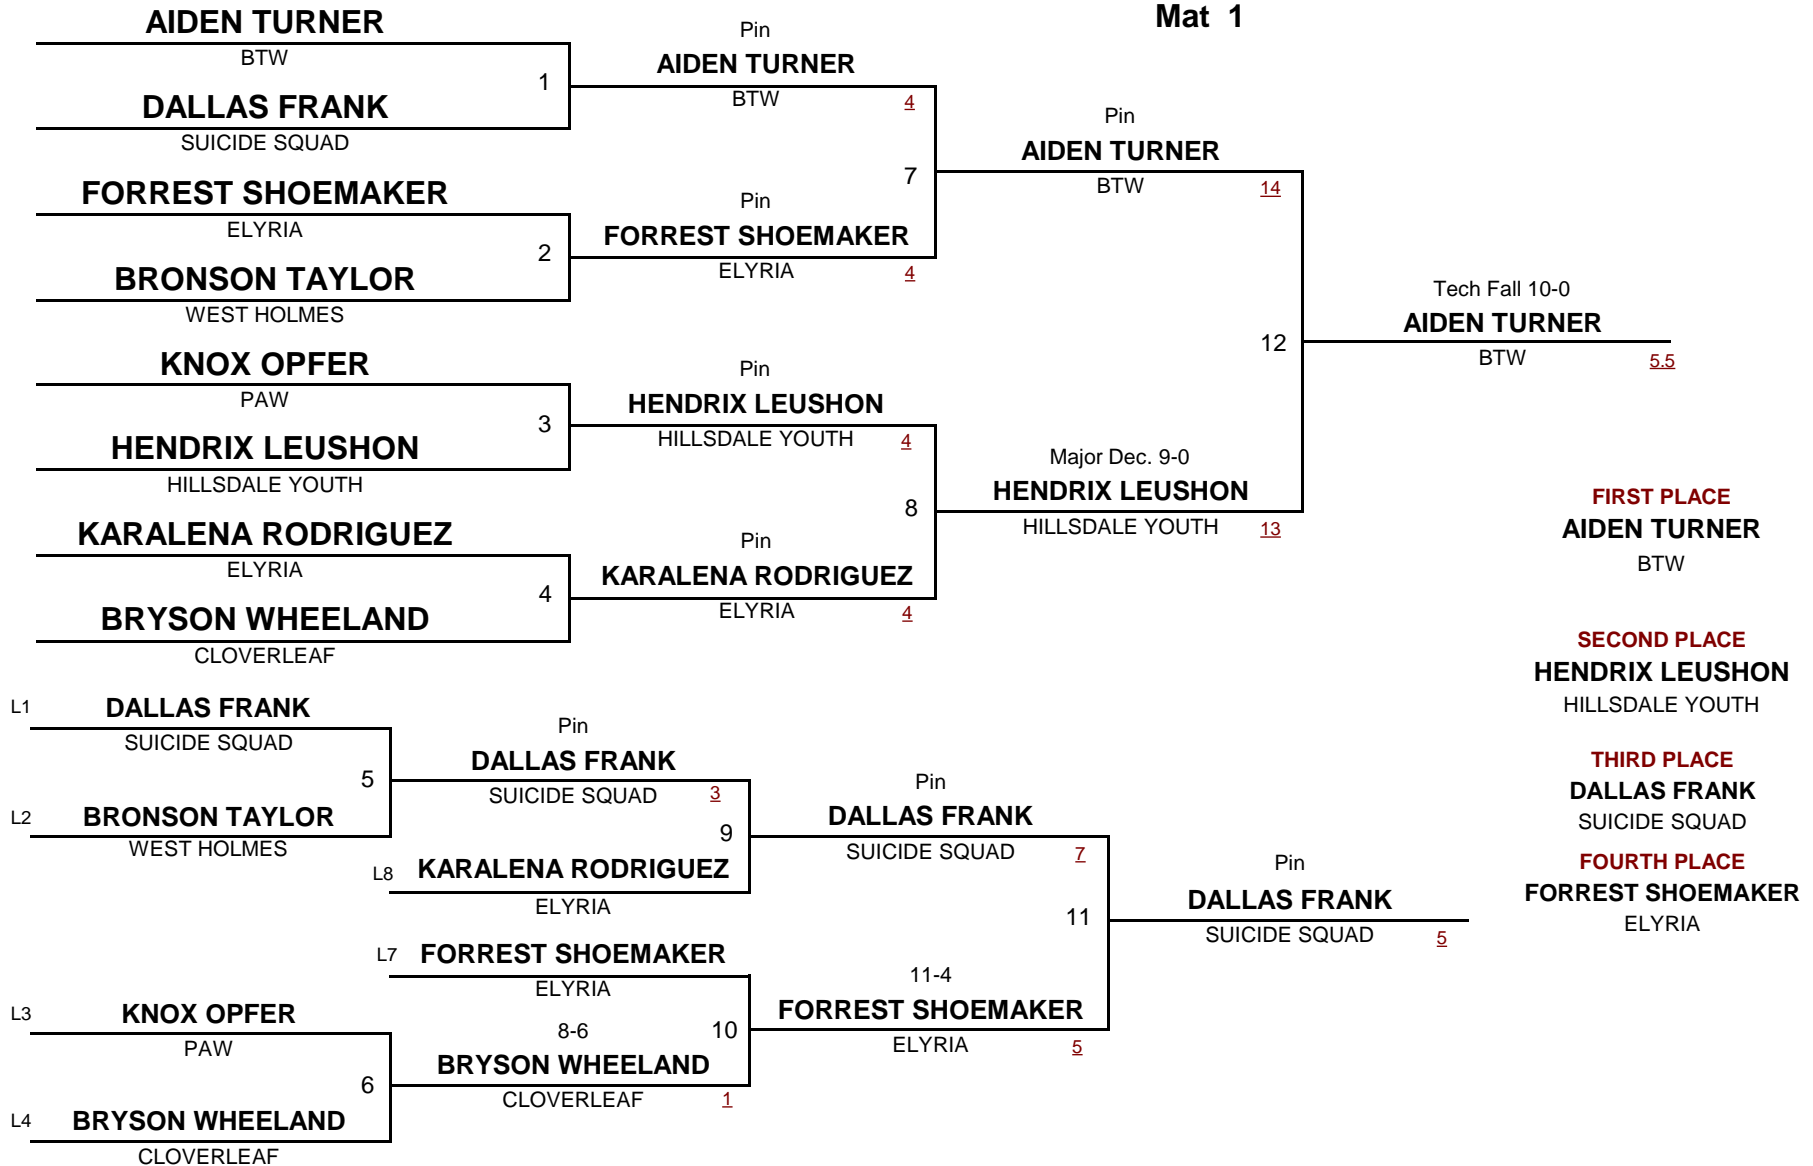 Mat 1
AIDEN TURNER
BTW
1
DALLAS FRANK
SUICIDE SQUAD
FORREST SHOEMAKER
ELYRIA
2
BRONSON TAYLOR
WEST HOLMES
KNOX OPFER
PAW
3
HENDRIX LEUSHON
HILLSDALE YOUTH
KARALENA RODRIGUEZ
ELYRIA
4
BRYSON WHEELAND
CLOVERLEAF
Pin
AIDEN TURNER
BTW 4
7
Pin
FORREST SHOEMAKER
ELYRIA 4
Pin
HENDRIX LEUSHON
HILLSDALE YOUTH 4
8
Pin
KARALENA RODRIGUEZ
ELYRIA 4
Pin
AIDEN TURNER
BTW 14
12
Major Dec. 9-0
HENDRIX LEUSHON
HILLSDALE YOUTH 13
Tech Fall 10-0
AIDEN TURNER
BTW 5.5
L1 DALLAS FRANK
SUICIDE SQUAD
5
L2 BRONSON TAYLOR
WEST HOLMES
L3 KNOX OPFER
PAW
6
L4 BRYSON WHEELAND
CLOVERLEAF
Pin
DALLAS FRANK
SUICIDE SQUAD 3
9
L8 KARALENA RODRIGUEZ
ELYRIA
L7 FORREST SHOEMAKER
ELYRIA
8-6 10
BRYSON WHEELAND
CLOVERLEAF 1
Pin
DALLAS FRANK
SUICIDE SQUAD 7
11
11-4
FORREST SHOEMAKER
ELYRIA 5
Pin
DALLAS FRANK
SUICIDE SQUAD 5
FIRST PLACE
AIDEN TURNER
BTW
SECOND PLACE
HENDRIX LEUSHON
HILLSDALE YOUTH
THIRD PLACE
DALLAS FRANK
SUICIDE SQUAD
FOURTH PLACE
FORREST SHOEMAKER
ELYRIA